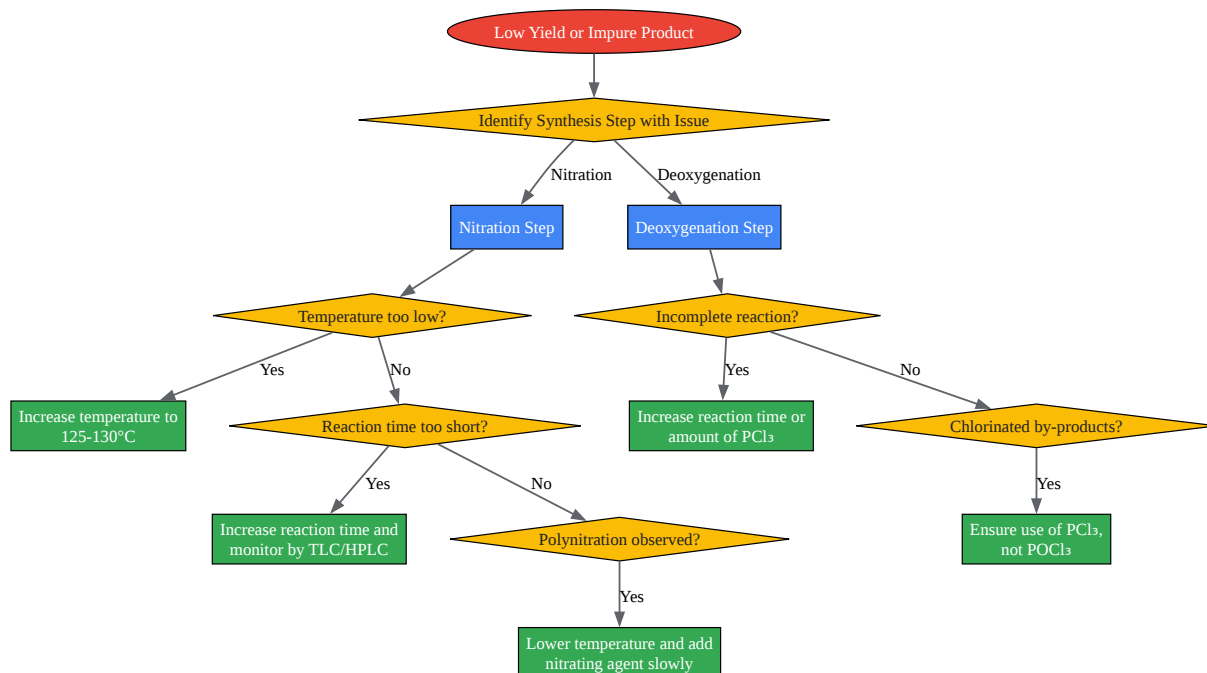 Low Yield or Impure Product
Identify Synthesis Step with Issue
Nitration
Deoxygenation
Nitration Step
Deoxygenation Step
Temperature too low?
Incomplete reaction?
Yes
No
Yes
No
Increase temperature to
125-130°C
Reaction time too short?
Increase reaction time or
amount of PCl₃
Chlorinated by-products?
Yes
No
Yes
Increase reaction time and
monitor by TLC/HPLC
Polynitration observed?
Ensure use of PCl₃,
not POCl₃
Yes
Lower temperature and add
nitrating agent slowly